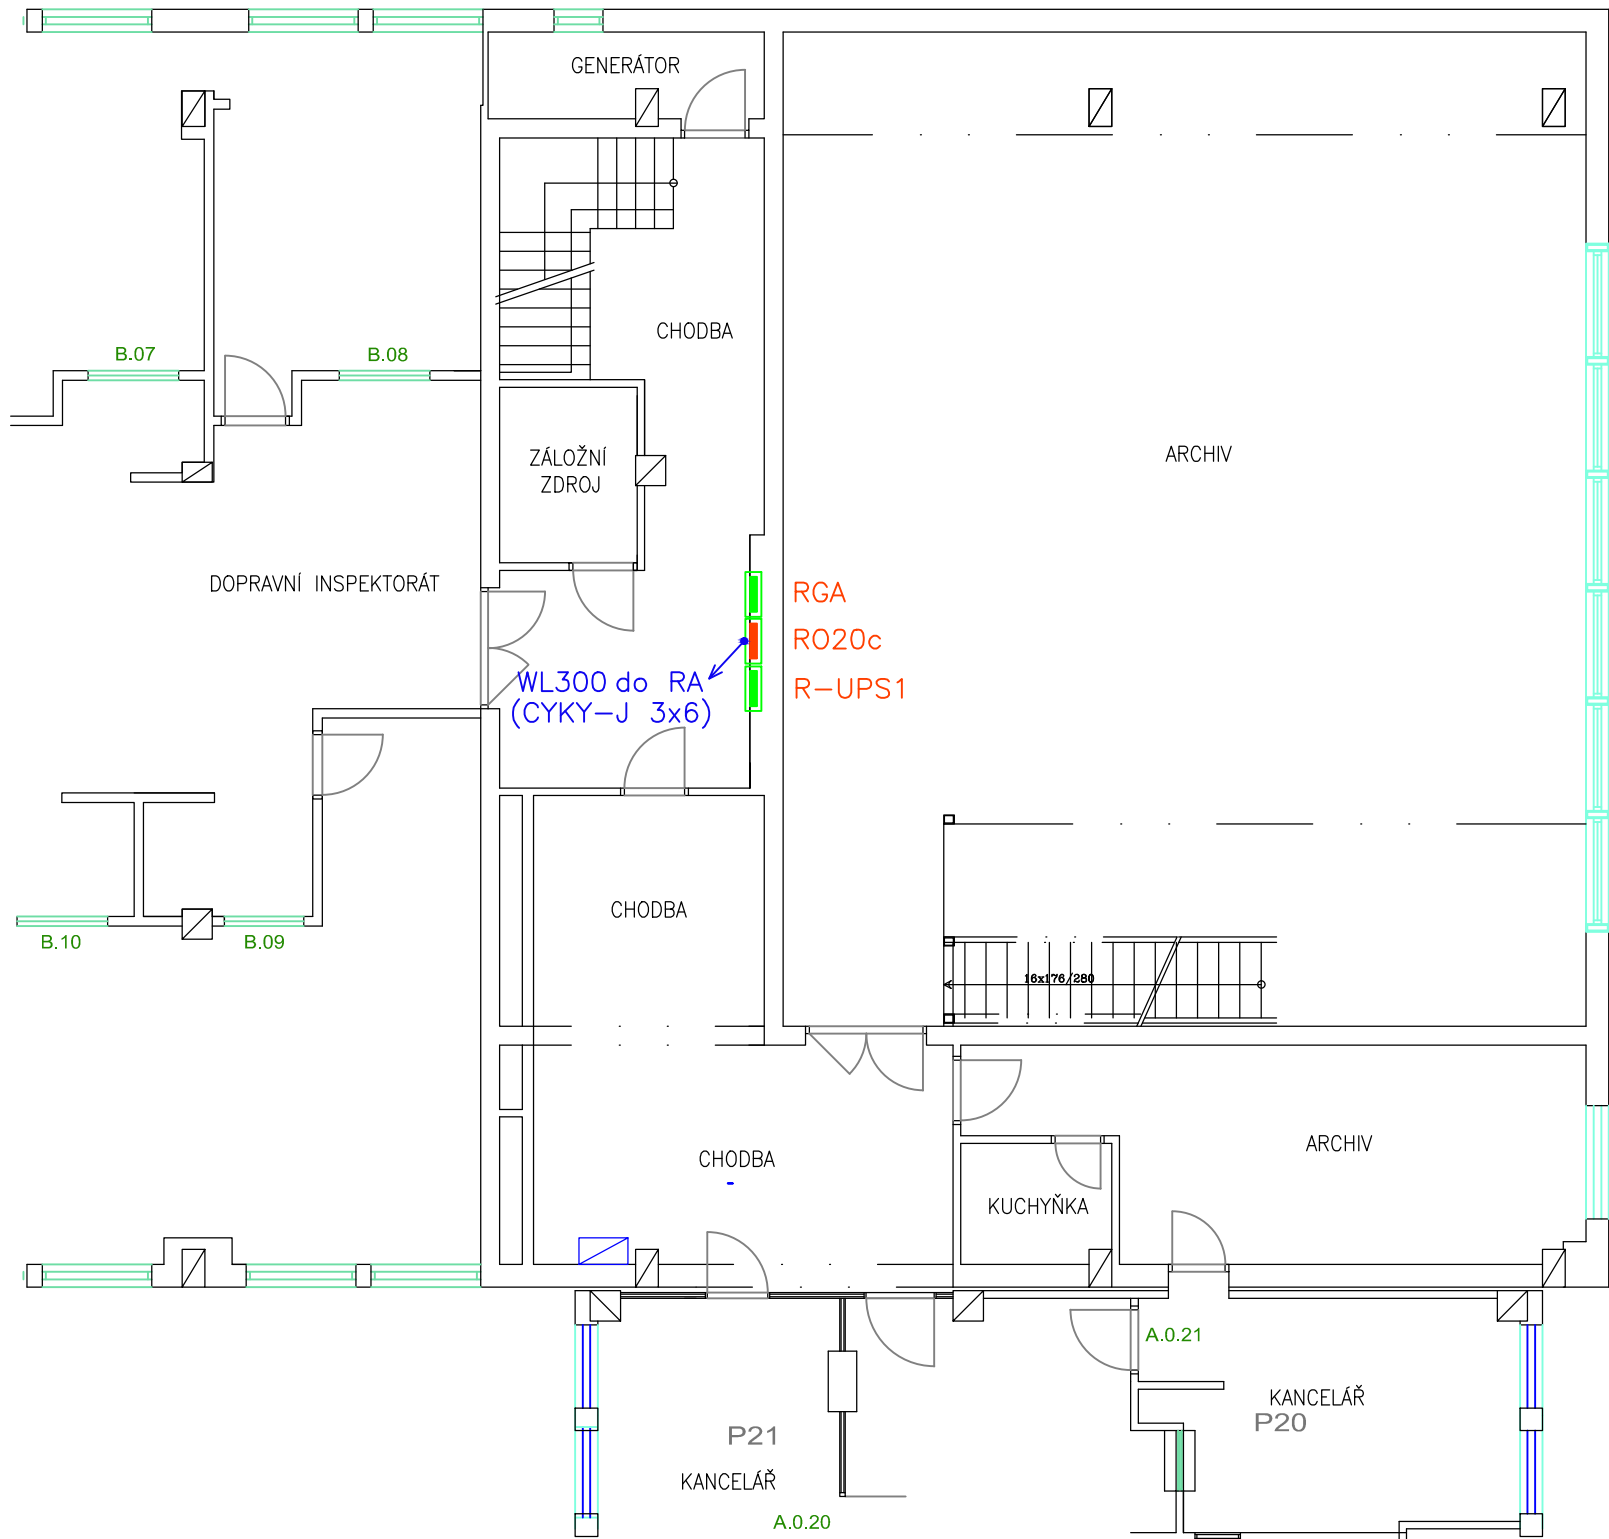 GENERÁTOR
CHODBA
B.07
B.08
ZÁLOŽNÍ
ZDROJ
ARCHIV
DOPRAVNÍ INSPEKTORÁT
RGA
RO20c
R-UPS1
WL300 do RA
(CYKY-J 3x6)
CHODBA
B.10
B.09
16x176/280
CHODBA
ARCHIV
KUCHYŇKA
A.0.21
KANCELÁŘ
P20
P21
KANCELÁŘ
A.0.20